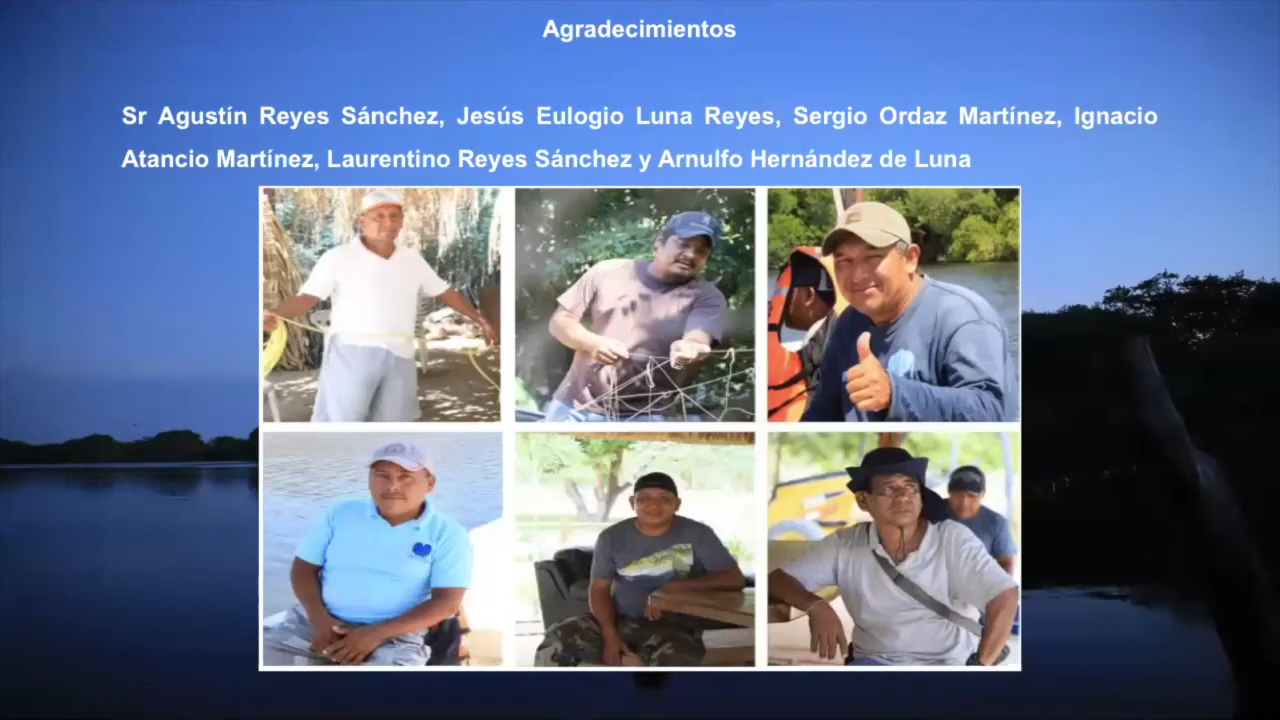 Agradecimientos
Sr Agustín Reyes Sánchez, Jesús Eulogio Luna Reyes, Sergio Ordaz Martínez, Ignacio
Atancio Martínez, Laurentino Reyes Sánchez y Arnulfo Hernández de Luna